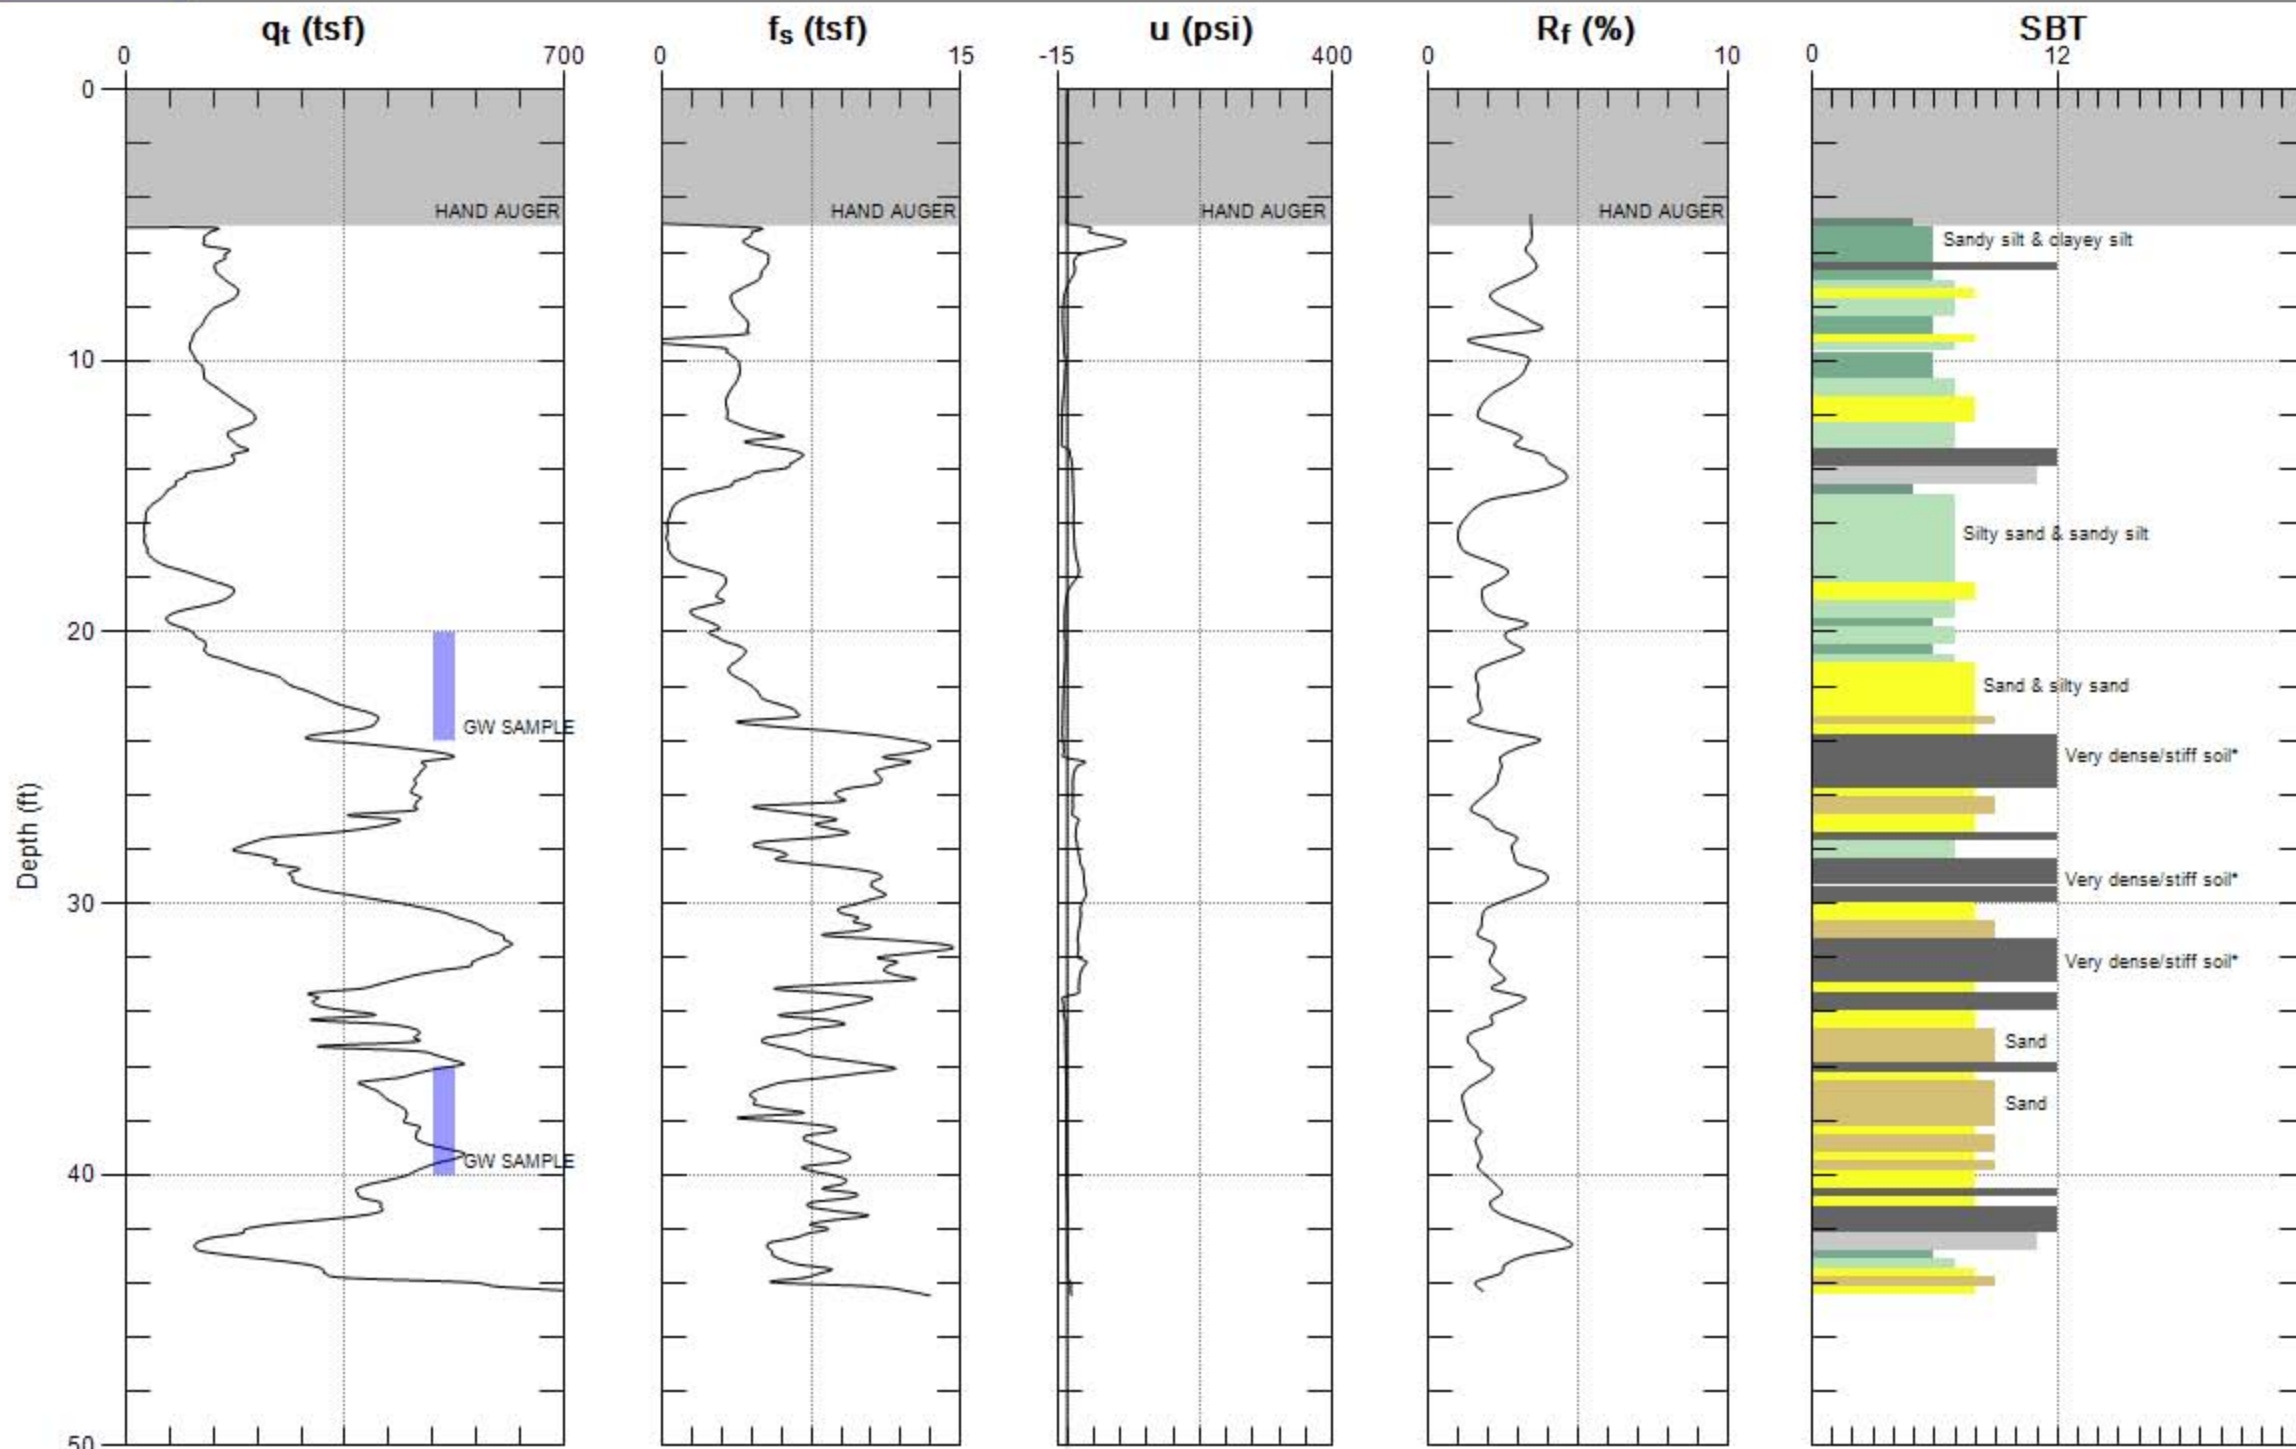 qt (tsf) fs (tsf) u (psi) Rf (%) SBT
0 700 0 15 -15 400 0 10 0 12
0
HAND AUGER HAND AUGER HAND AUGER HAND AUGER
Sandy silt & clayey silt
10
Silty sand & sandy silt
20
Sand & silty sand
GW SAMPLE
Very dense/stiff soil*
Depth (ft)
Very dense/stiff soil*
30
Very dense/stiff soil*
Sand
Sand
GW SAMPLE
40
50